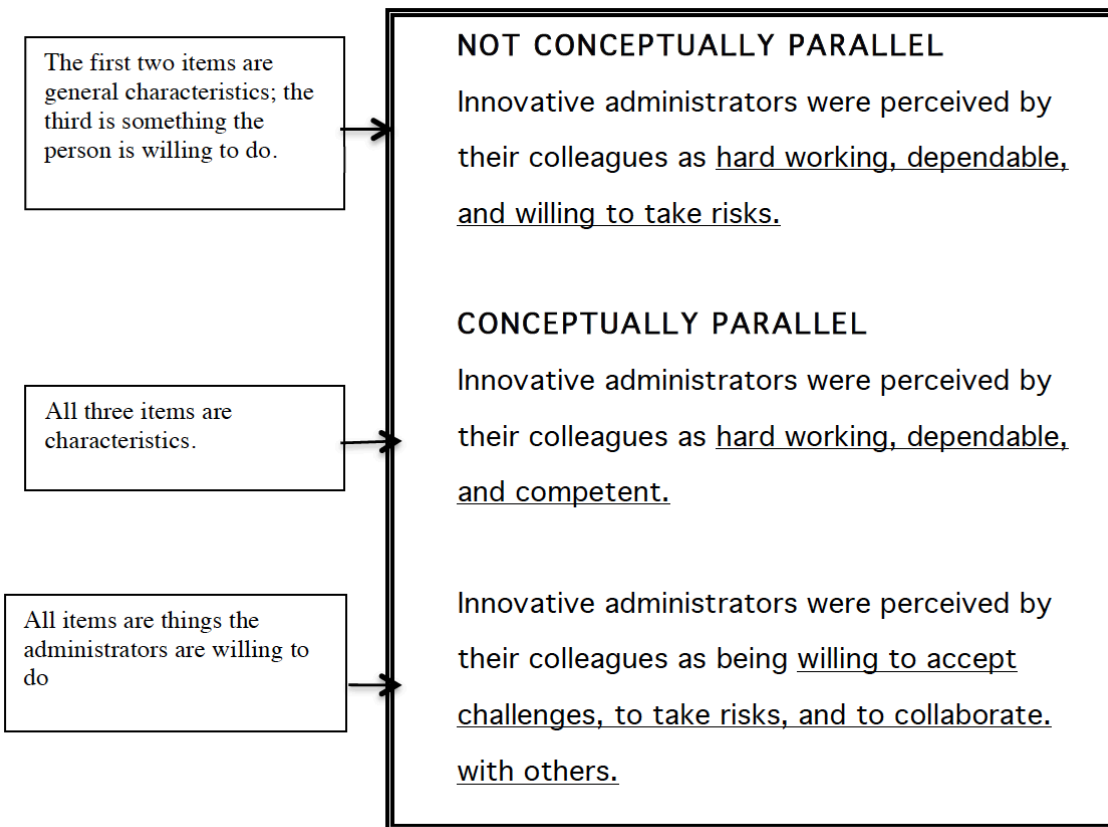 The first two items are
general characteristics; the
third is something the
person is willing to do.
NOT CONCEPTUALLY PARALLEL
Innovative administrators were perceived by
their colleagues as hard working, dependable,
and willing to take risks.
All three items are
characteristics.
CONCEPTUALLY PARALLEL
Innovative administrators were perceived by
their colleagues as hard working, dependable,
and competent.
All items are things the
administrators are willing to
do
Innovative administrators were perceived by
their colleagues as being willing to accept
challenges, to take risks, and to collaborate.
with others.